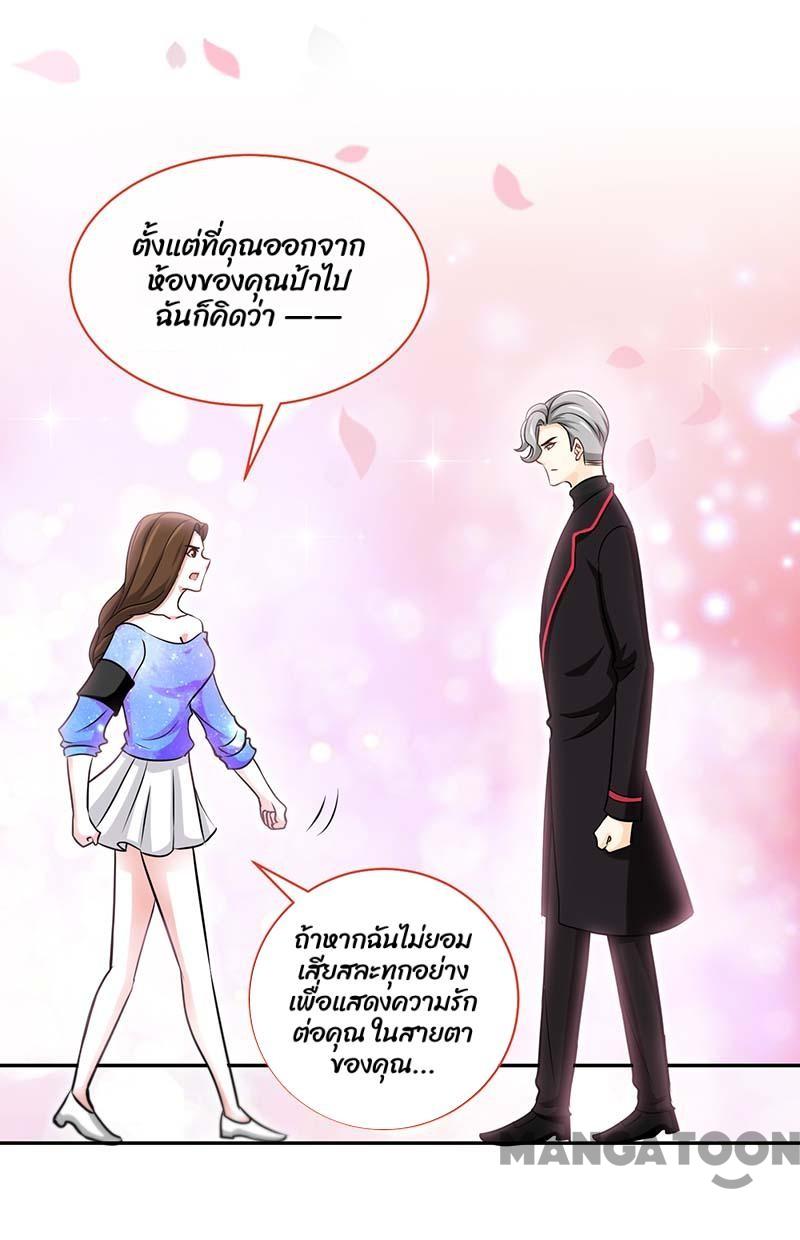 ตั้งแต่ที่คุณออกจาก
ห้องของคุณป้าไป
ฉันก็คิดว่า ——
ถ้าหากฉันไม่ยอม
เสียสละทุกอย่าง
เพื่อแสดงความรัก
ต่อคุณ ในสายตา
ของคุณ...
MANGATOON